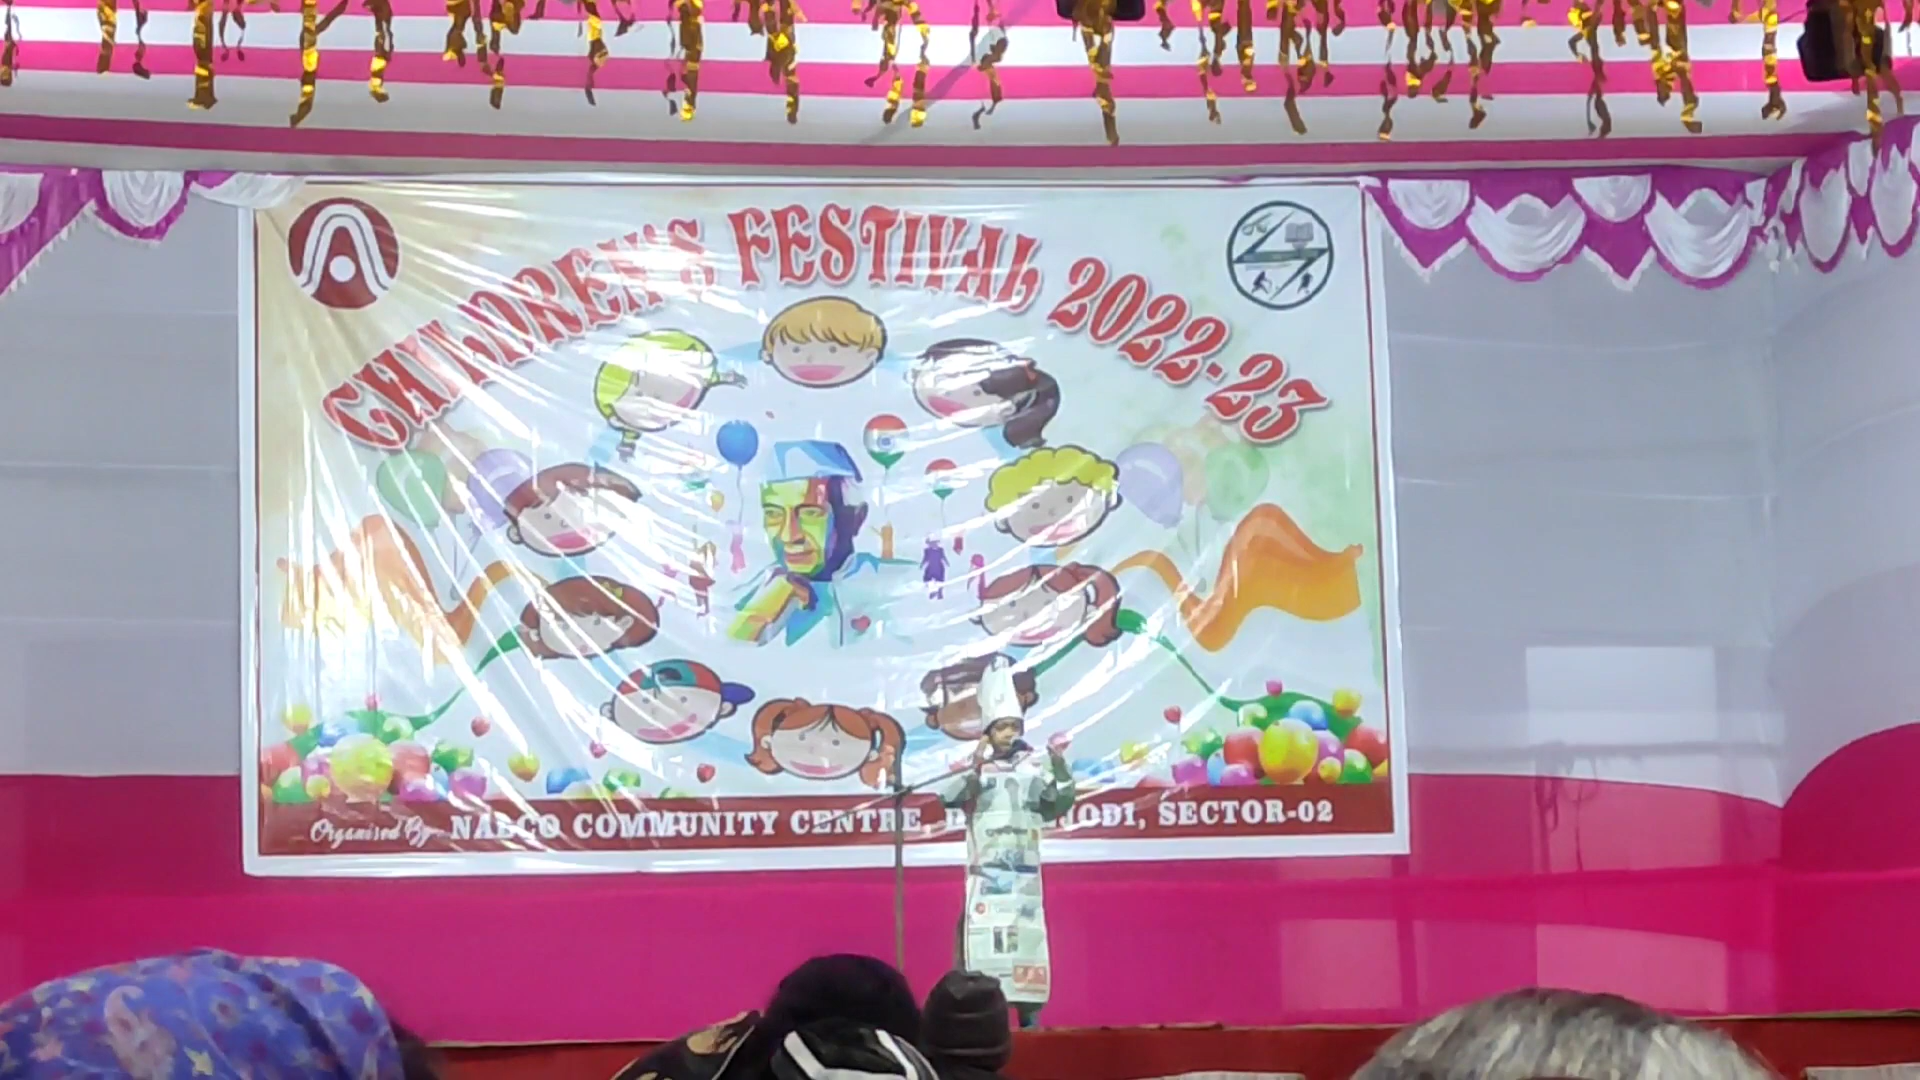 CHILDREN'S FESTIVAL 2022-23
Organised By- NALCO COMMUNITY CENTRE, SECTOR-02